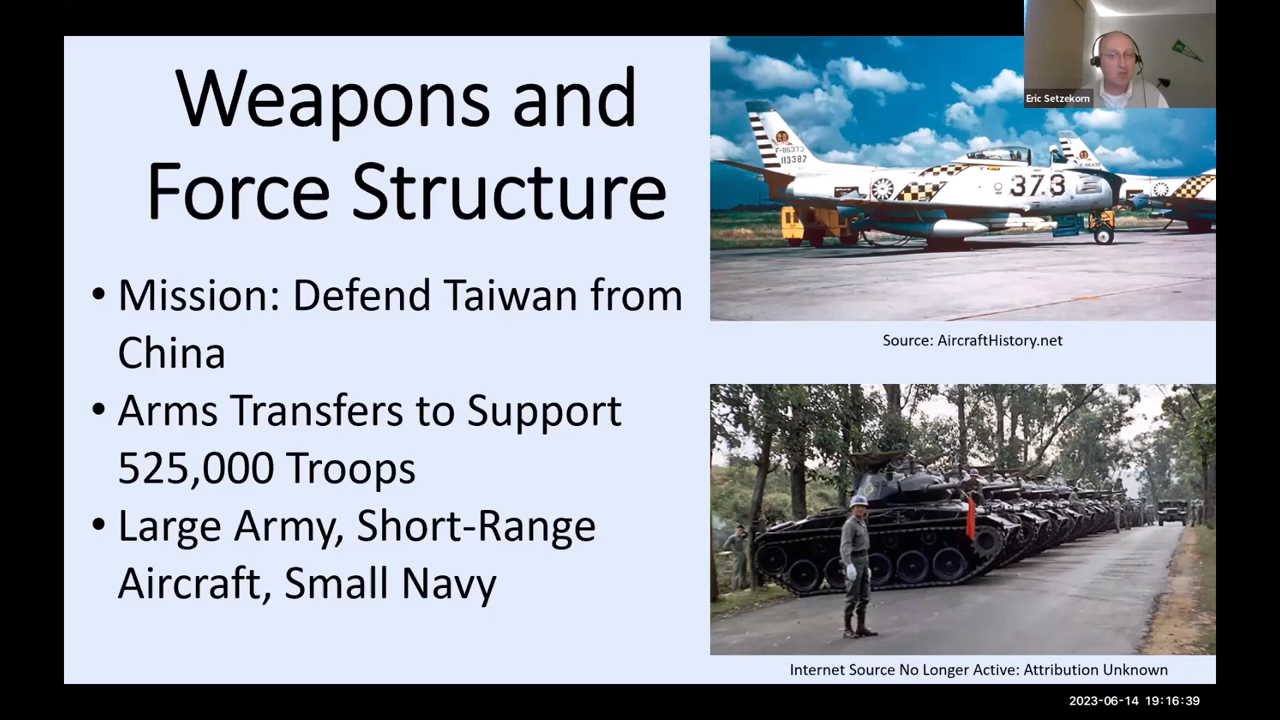 Weapons and
Force Structure
• Mission: Defend Taiwan from
China
• Arms Transfers to Support
525,000 Troops
• Large Army, Short-Range
Aircraft, Small Navy
Eric Setzekorn
F-86373
113387
373
Source: AircraftHistory.net
Internet Source No Longer Active: Attribution Unknown
2023-06-14 19:16:39